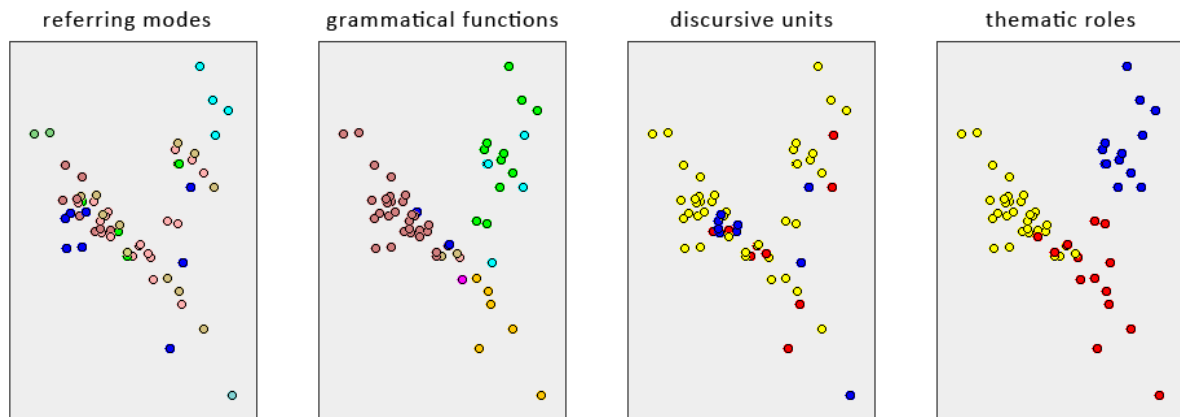 referring modes
grammatical functions
discursive units
thematic roles